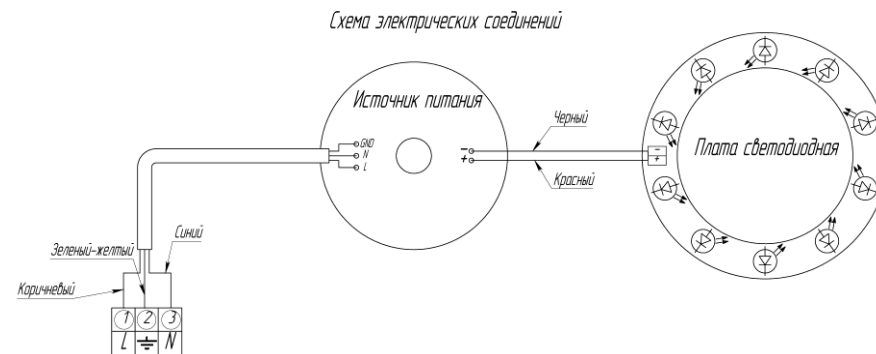 Схема электрических соединений
Источник питания
GND
N
L
-
+
Черный
Красный
-
+
Плата светодиодная
Зеленый-желтый
Синий
Коричневый
1 2 3
L ⏚ N